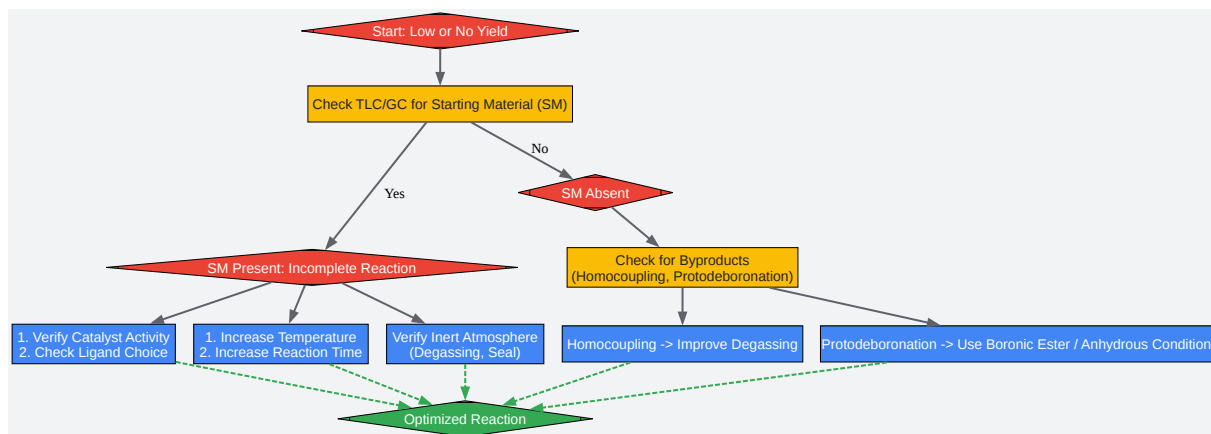 Start: Low or No Yield
Check TLC/GC for Starting Material (SM)
No
SM Absent
Yes
Check for Byproducts
(Homocoupling, Protodeboronation)
SM Present: Incomplete Reaction
1. Verify Catalyst Activity
2. Check Ligand Choice
1. Increase Temperature
2. Increase Reaction Time
Verify Inert Atmosphere
(Degassing, Seal)
Homocoupling -> Improve Degassing
Protodeboronation -> Use Boronic Ester / Anhydrous Condition
Optimized Reaction